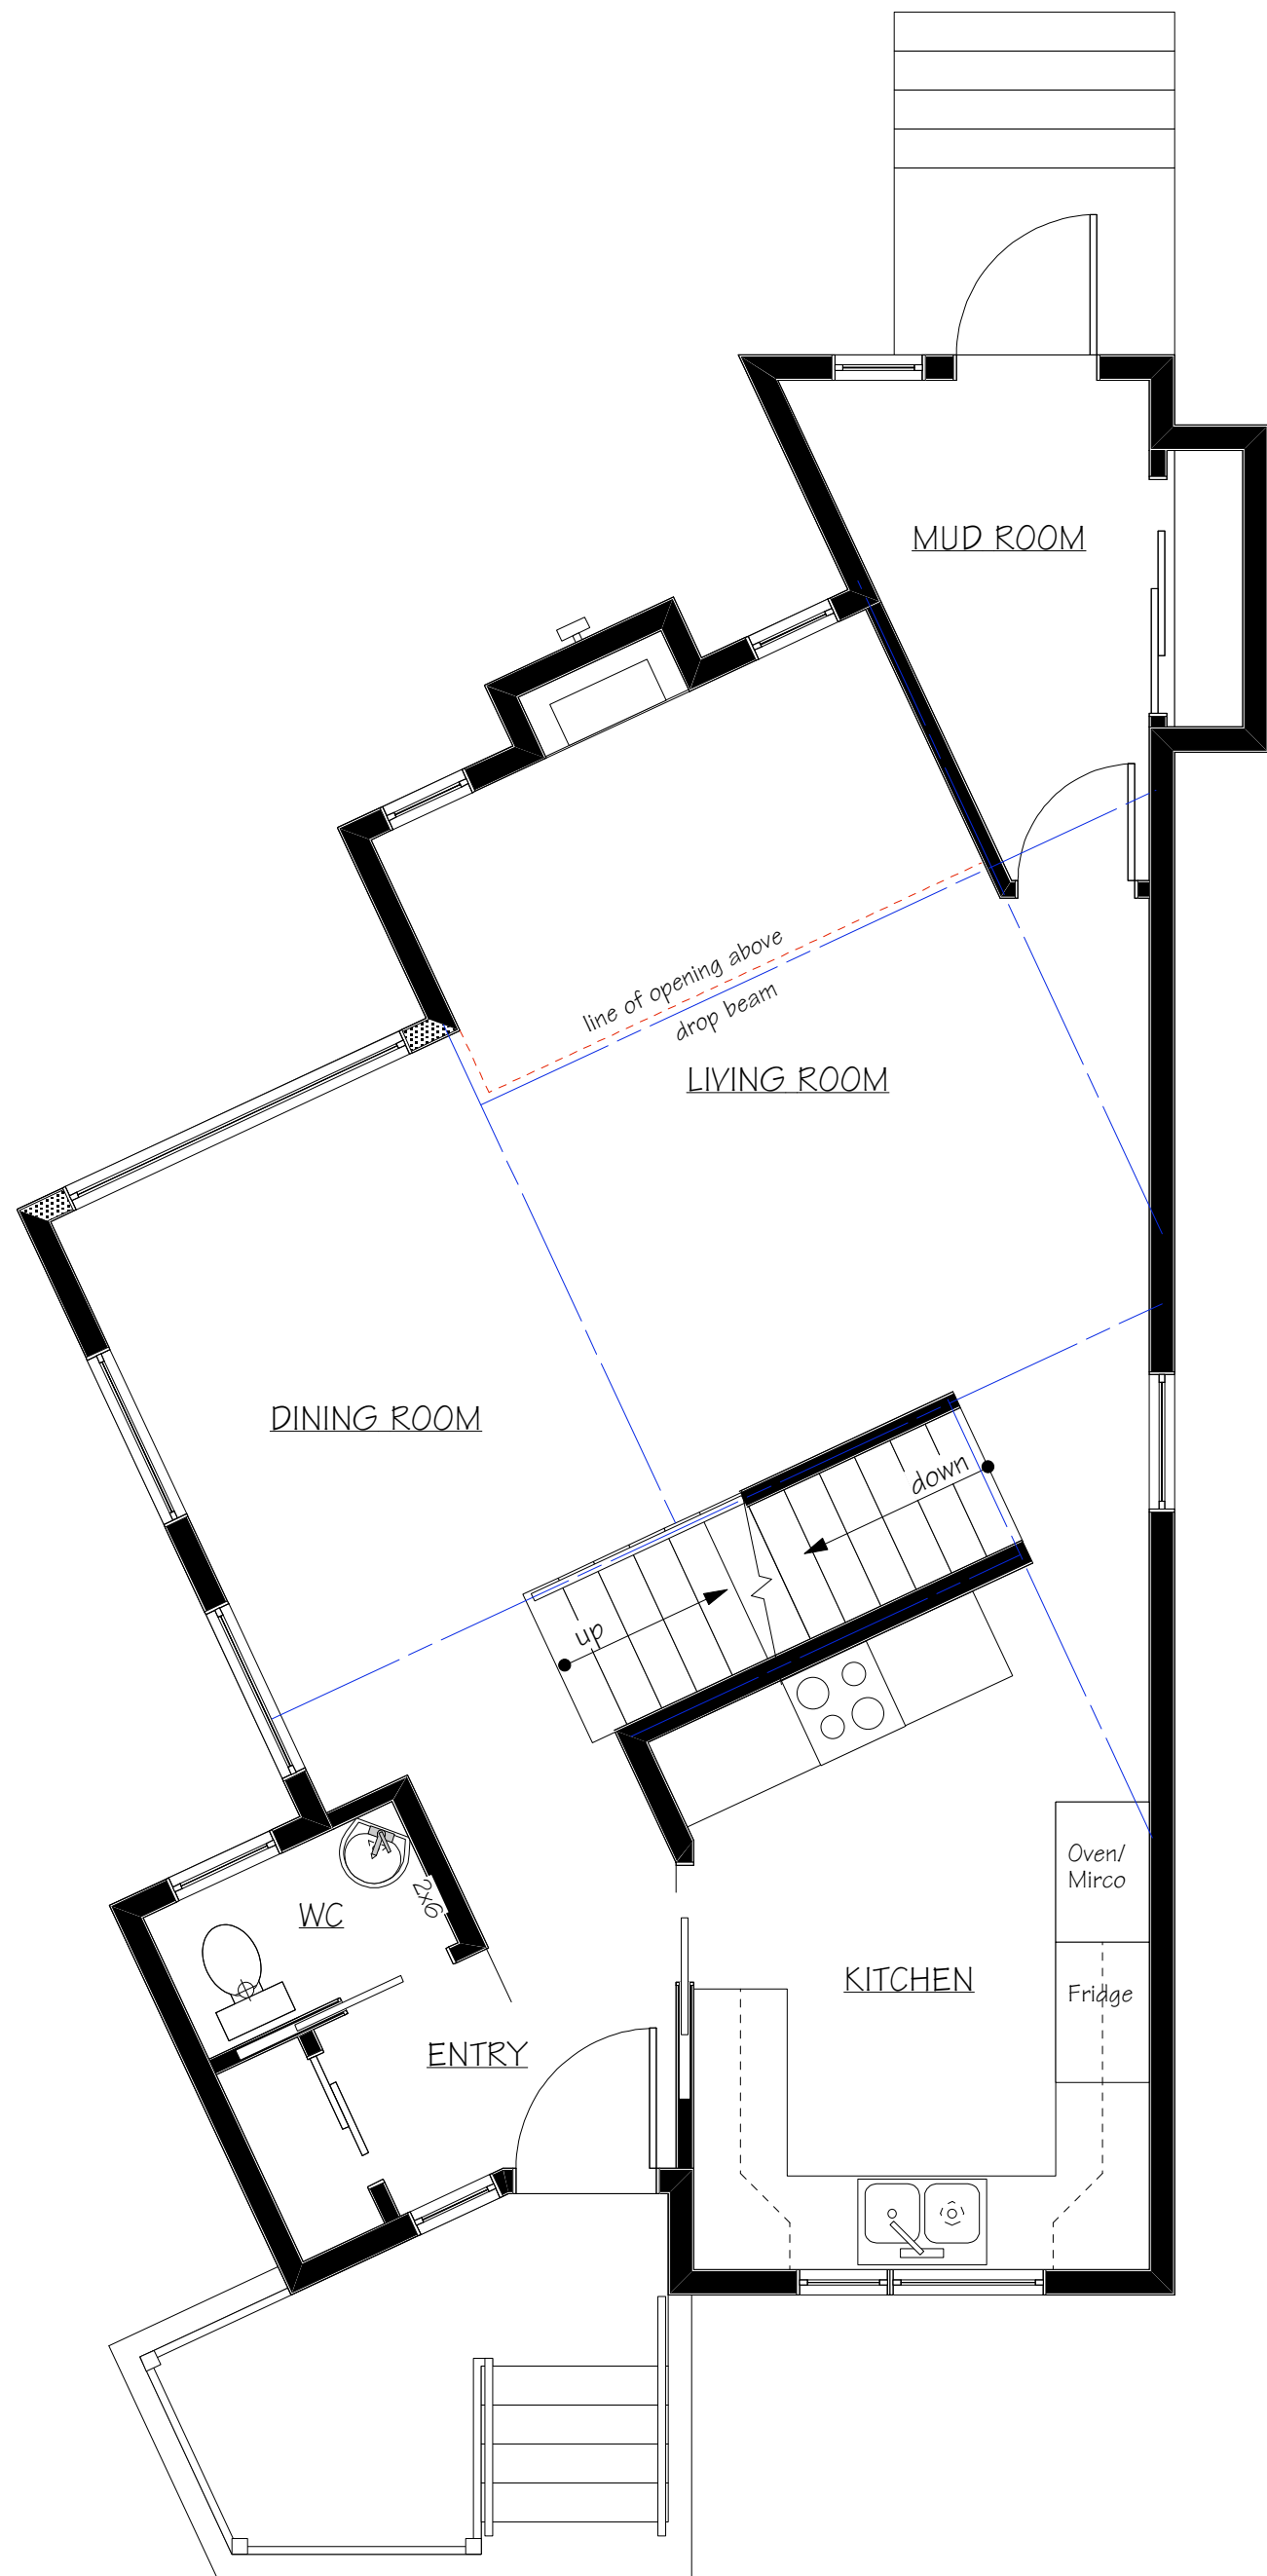 MUD ROOM
line of opening above
drop beam
LIVING ROOM
DINING ROOM
down
up
Oven/
Mirco
2x6
WC
KITCHEN
Fridge
ENTRY